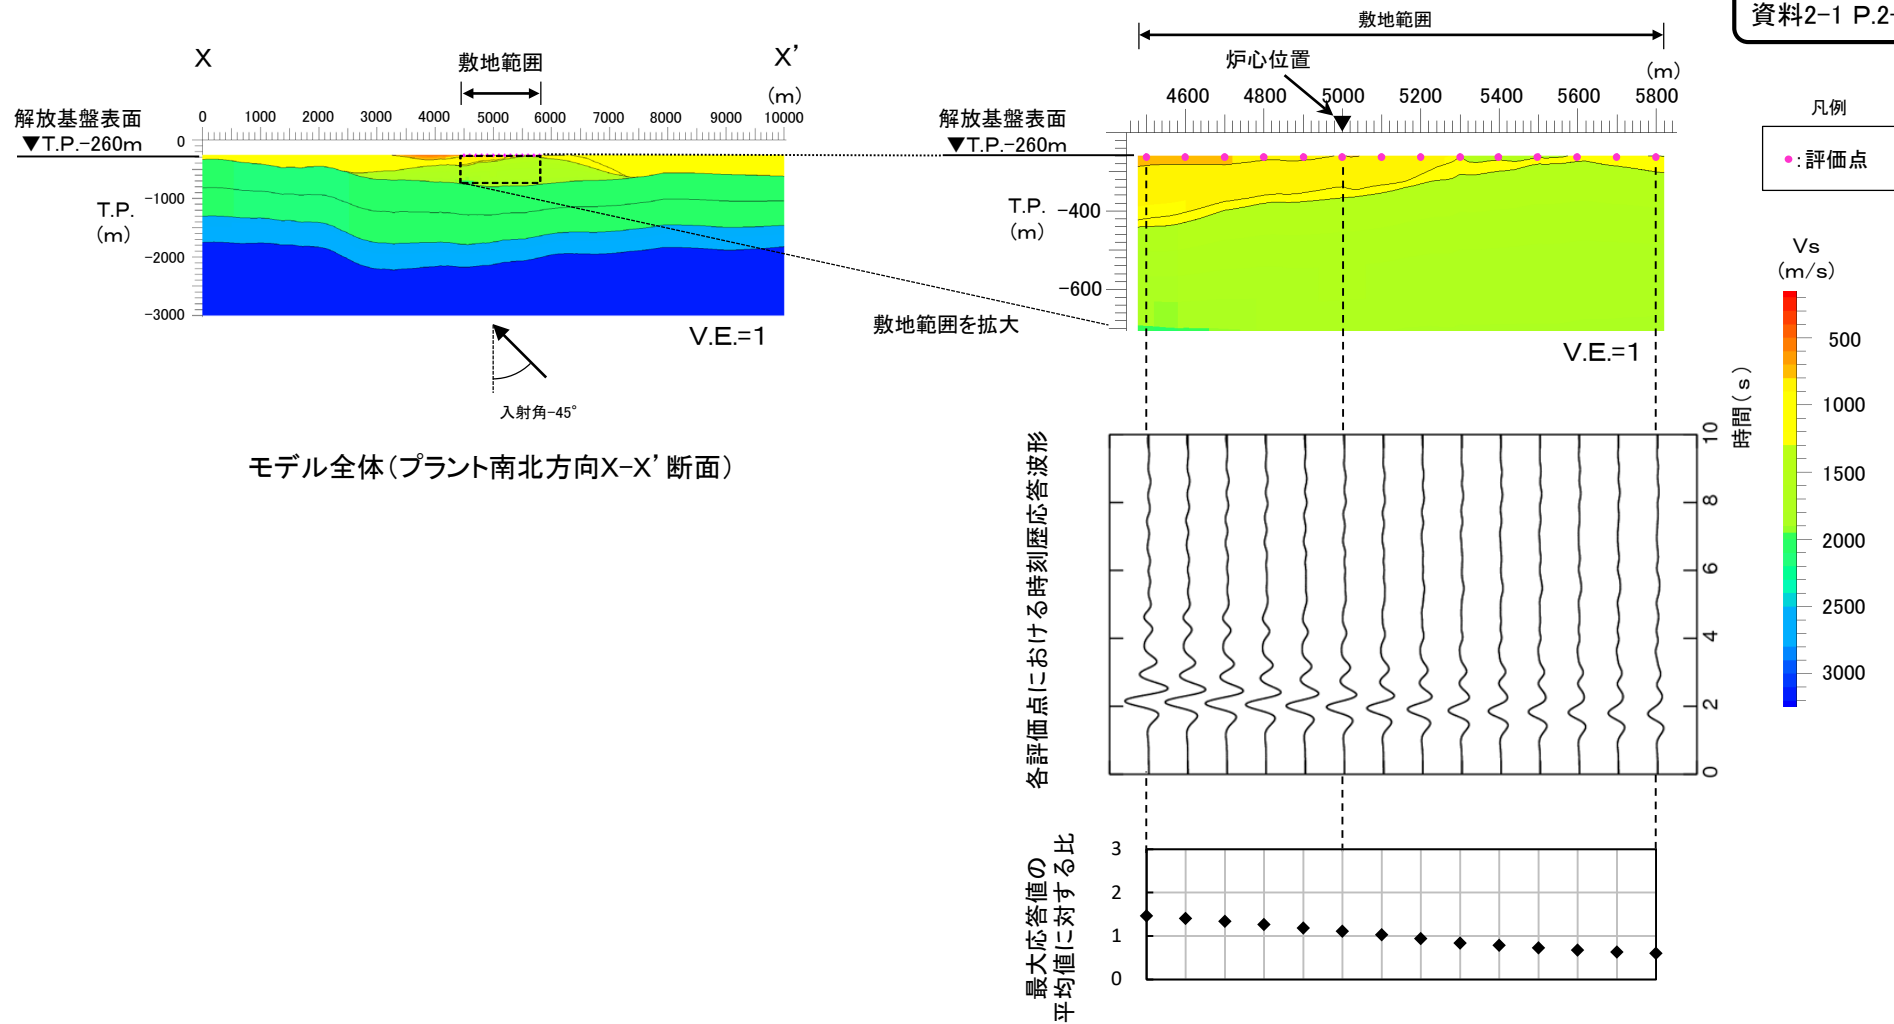 資料2-1 P.2-
X
X’
敷地範囲
(m)
0 1000 2000 3000 4000 5000 6000 7000 8000 9000 10000
解放基盤表面
▼T.P.-260m
0
-1000
-2000
-3000
T.P.
(m)
V.E.=1
入射角-45°
モデル全体(プラント南北方向X-X’断面)
敷地範囲
炉心位置
(m)
4600 4800 5000 5200 5400 5600 5800
解放基盤表面
▼T.P.-260m
T.P.
(m)
-400
-600
敷地範囲を拡大
V.E.=1
凡例
●:評価点
Vs
(m/s)
500
1000
1500
2000
2500
3000
各評価点における時刻歴応答波形
時間(s)
10
8
6
4
2
0
最大応答値の
平均値に対する比
3
2
1
0